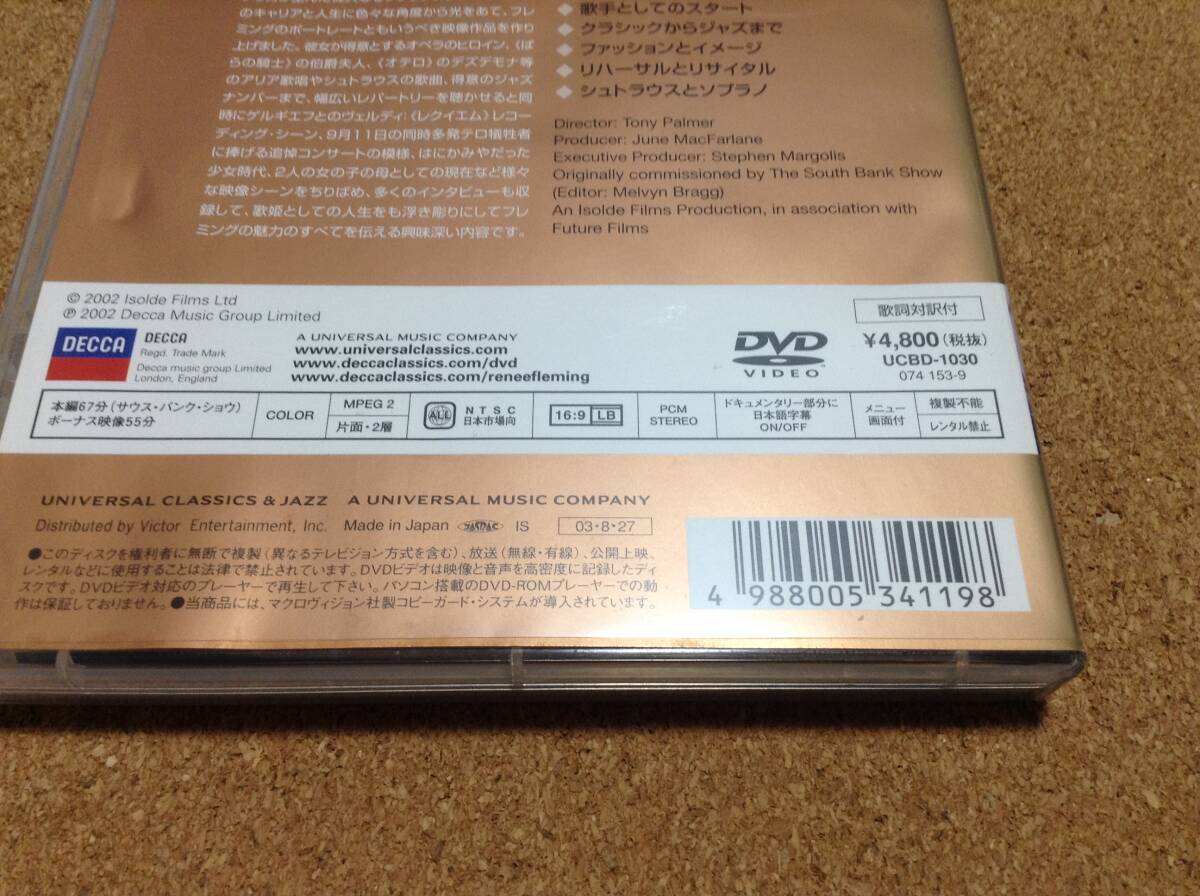 のキャリアと人生に色々な角度から光をあて、フレ
ミングのポートレートともいうべき映像作品を作り
上げました。彼女が得意とするオペラのヒロイン、〈ば
らの騎士〉の伯爵夫人、〈オテロ〉のデズデモナ等
のアリア歌唱やシュトラウスの歌曲、得意のジャズ
ナンバーまで、幅広いレパートリーを聴かせると同
時にゲルギエフとのヴェルディ:〈レクイエム〉レコー
ディング・シーン、9月11日の同時多発テロ犠牲者
に捧げる追悼コンサートの模様、はにかみやだった
少女時代、2人の女の子の母としての現在など様々
な映像シーンをちりばめ、多くのインタビューも収
録して、歌姫としての人生をも浮き彫りにしてフレ
ミングの魅力のすべてを伝える興味深い内容です。
◆ 歌手としてのスタート
◆ クラシックからジャズまで
◆ ファッションとイメージ
◆ リハーサルとリサイタル
◆ シュトラウスとソプラノ
Director: Tony Palmer
Producer: June MacFarlane
Executive Producer: Stephen Margolis
Originally commissioned by The South Bank Show
(Editor: Melvyn Bragg)
An Isolde Films Production, in association with
Future Films
© 2002 Isolde Films Ltd
℗ 2002 Decca Music Group Limited
DECCA
DECCA
Regd. Trade Mark
Decca music group Limited
London, England
A UNIVERSAL MUSIC COMPANY
www.universalclassics.com
www.deccaclassics.com/dvd
www.deccaclassics.com/reneefleming
DVD
VIDEO
歌詞対訳付
¥4,800(税抜)
UCBD-1030
074 153-9
本編67分(サウス・バンク・ショウ)
ボーナス映像55分
COLOR
MPEG 2
片面・2層
ALL
NTSC
日本市場向
16:9 LB
PCM
STEREO
ドキュメンタリー部分に
日本語字幕
ON/OFF
メニュー
画面付
複製不能
レンタル禁止
UNIVERSAL CLASSICS & JAZZ A UNIVERSAL MUSIC COMPANY
Distributed by Victor Entertainment, Inc. Made in Japan JASRAC IS 03・8・27
●このディスクを権利者に無断で複製(異なるテレビジョン方式を含む)、放送(無線・有線)、公開上映、
レンタルなどに使用することは法律で禁止されています。DVDビデオは映像と音声を高密度に記録したディ
スクです。DVDビデオ対応のプレーヤーで再生して下さい。パソコン搭載のDVD-ROMプレーヤーでの動
作は保証しておりません。●当商品には、マクロヴィジョン社製コピーガード・システムが導入されています。
4 988005 341198